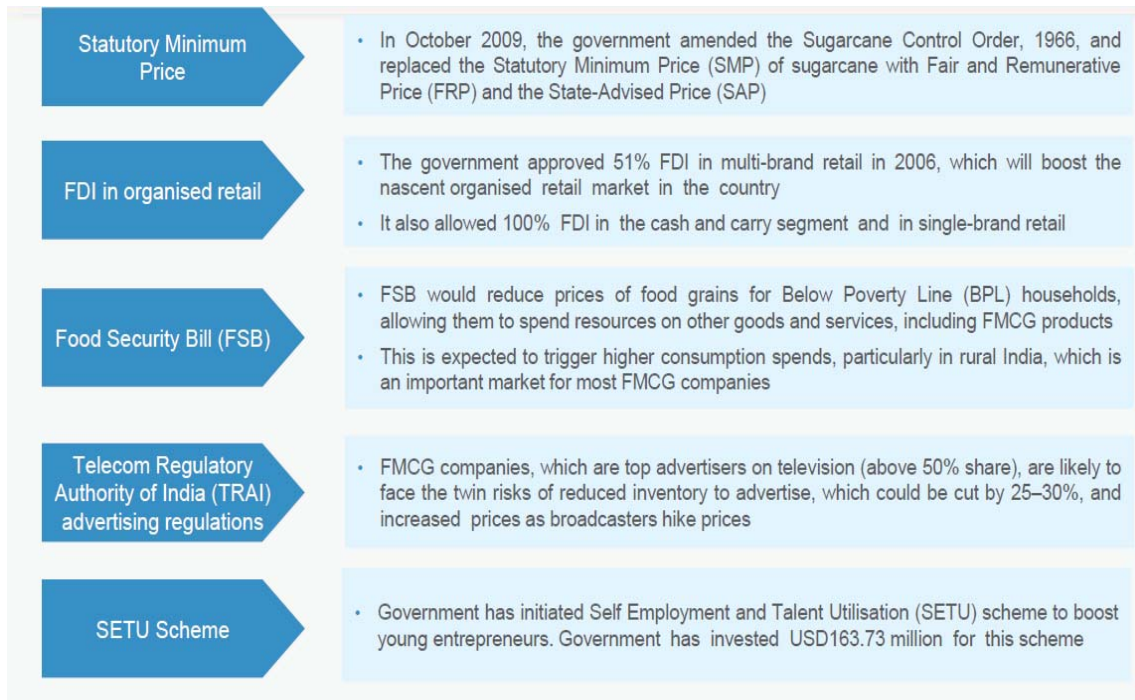 Statutory Minimum
Price
• In October 2009, the government amended the Sugarcane Control Order, 1966, and
replaced the Statutory Minimum Price (SMP) of sugarcane with Fair and Remunerative
Price (FRP) and the State-Advised Price (SAP)
FDI in organised retail
• The government approved 51% FDI in multi-brand retail in 2006, which will boost the
nascent organised retail market in the country
• It also allowed 100% FDI in the cash and carry segment and in single-brand retail
Food Security Bill (FSB)
• FSB would reduce prices of food grains for Below Poverty Line (BPL) households,
allowing them to spend resources on other goods and services, including FMCG products
• This is expected to trigger higher consumption spends, particularly in rural India, which is
an important market for most FMCG companies
Telecom Regulatory
Authority of India (TRAI)
advertising regulations
• FMCG companies, which are top advertisers on television (above 50% share), are likely to
face the twin risks of reduced inventory to advertise, which could be cut by 25–30%, and
increased prices as broadcasters hike prices
SETU Scheme
• Government has initiated Self Employment and Talent Utilisation (SETU) scheme to boost
young entrepreneurs. Government has invested USD163.73 million for this scheme